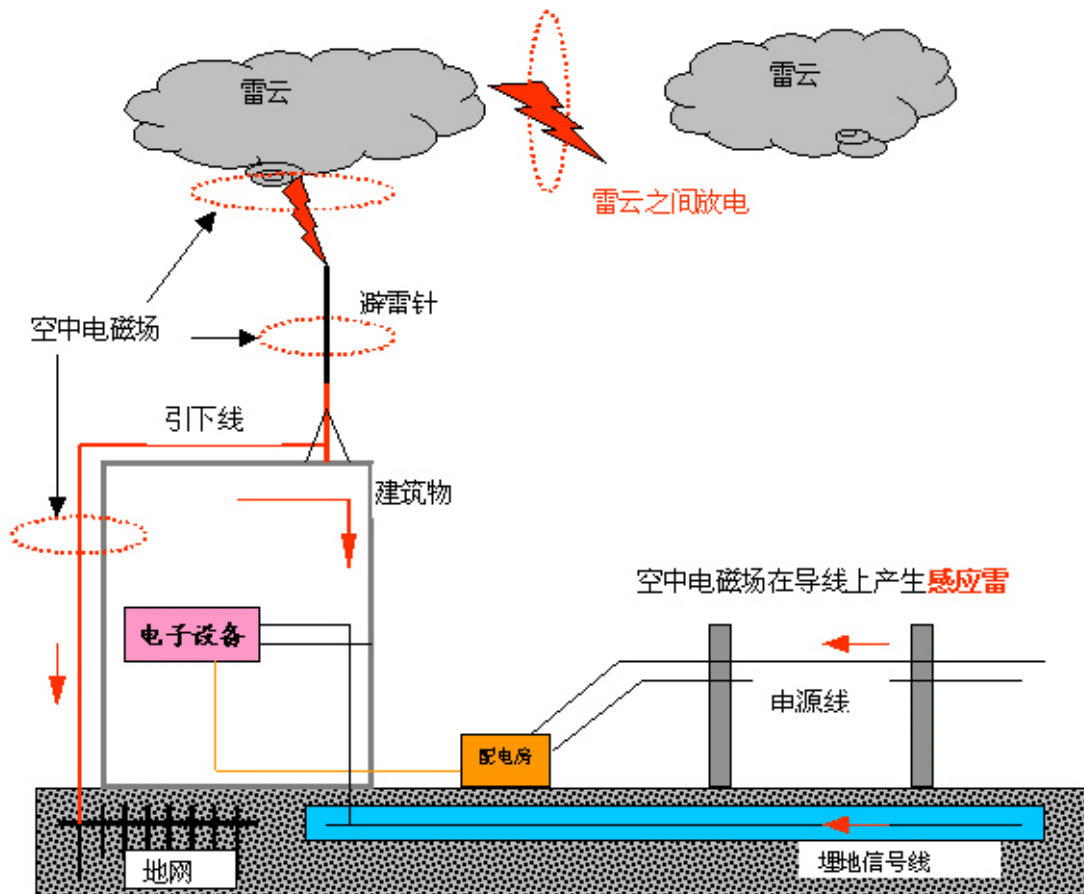 雷云
雷云
雷云之间放电
避雷针
空中电磁场
引下线
建筑物
空中电磁场在导线上产生感应雷
电子设备
电源线
配电房
地网
埋地信号线